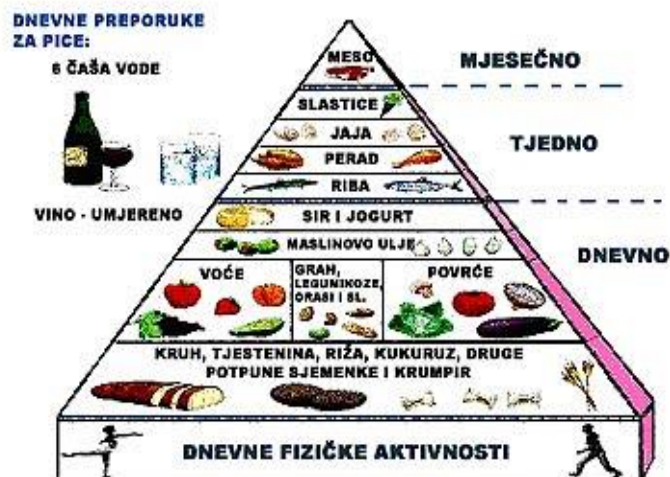 DNEVNE PREPORUKE
ZA PICE:
6 ČAŠA VODE
VINO - UMJERENO
MESO
MJESEČNO
SLASTICE
JAJA
PERAD
RIBA
TJEDNO
SIR I JOGURT
MASLINOVO ULJE
DNEVNO
VOĆE
GRAH,
LEGUMIKOZE,
ORASI I SL.
POVRĆE
KRUH, TJESTENINA, RIŽA, KUKURUZ, DRUGE
POTPUNE SJEMENKE I KRUMPIR
DNEVNE FIZIČKE AKTIVNOSTI